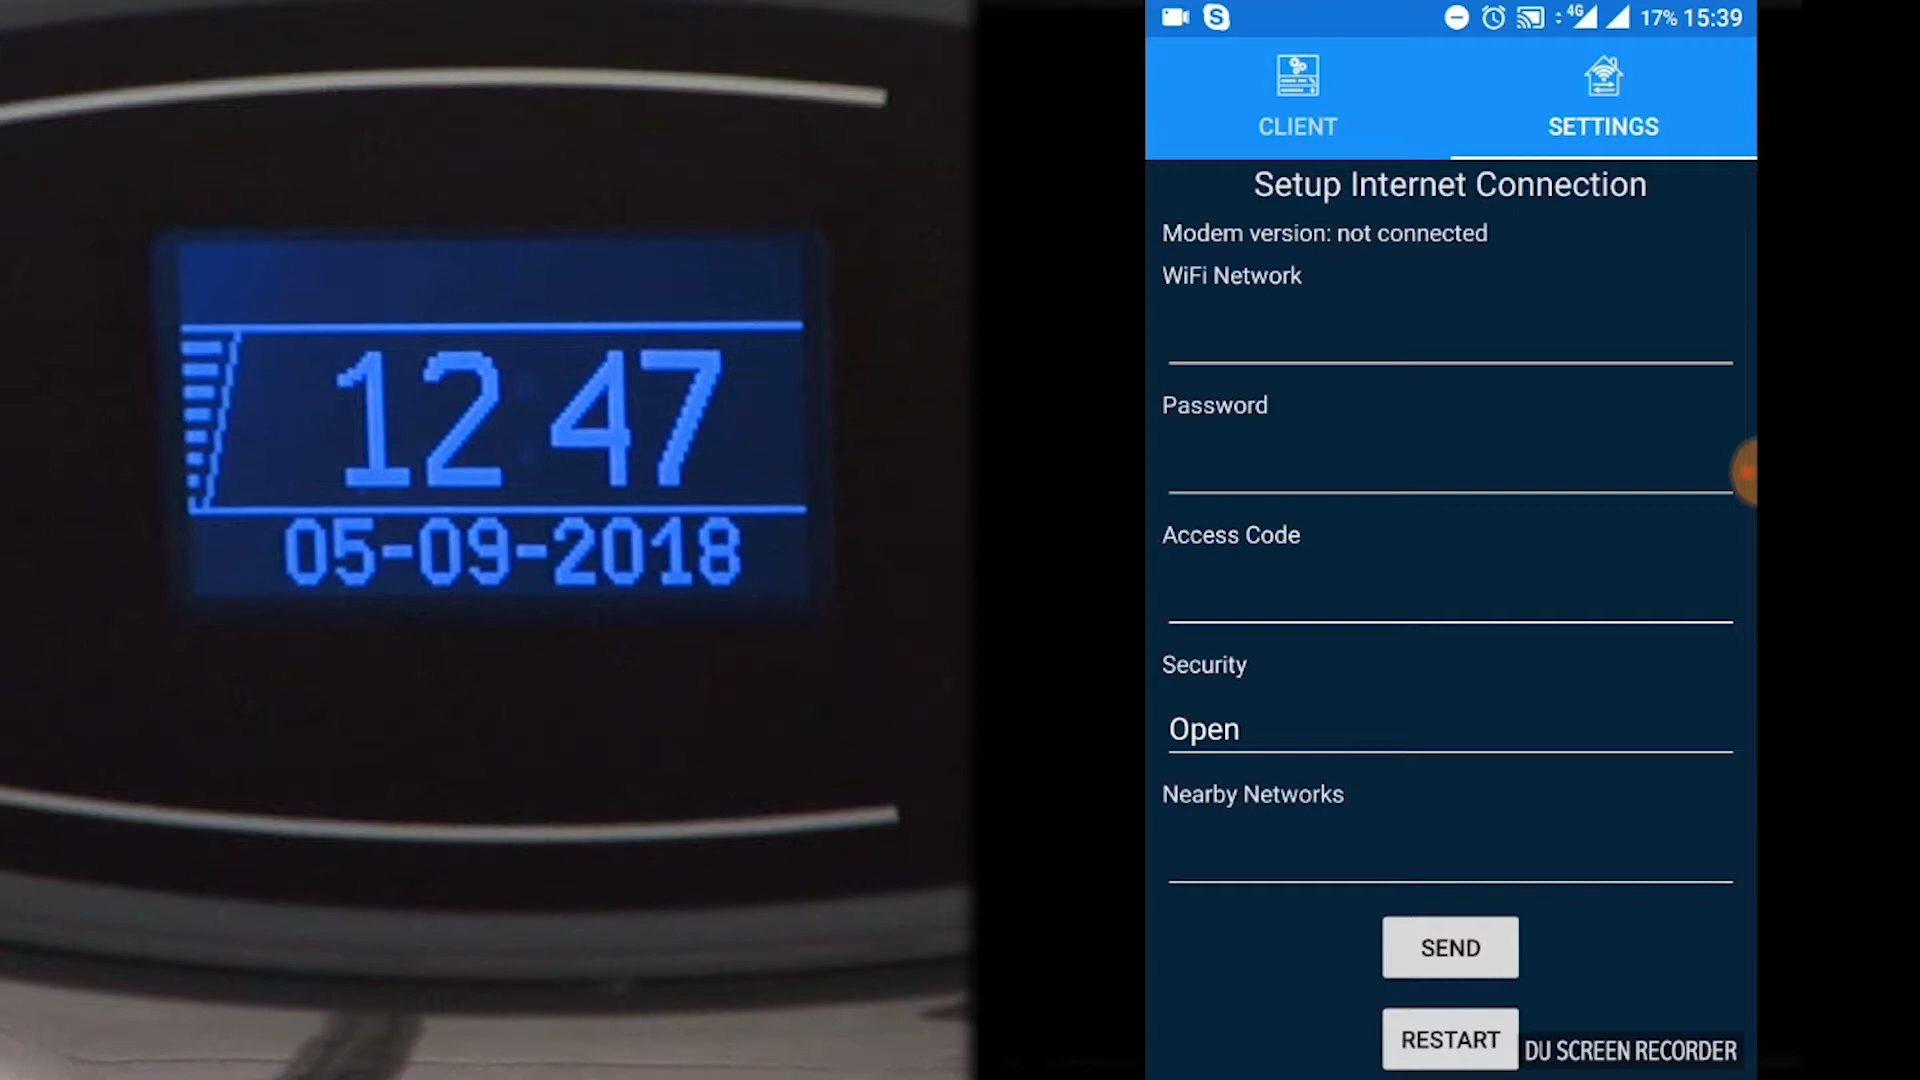 12 47
05-09-2018
4G 17% 15:39
CLIENT
SETTINGS
Setup Internet Connection
Modem version: not connected
WiFi Network
Password
Access Code
Security
Open
Nearby Networks
SEND
RESTART
DU SCREEN RECORDER